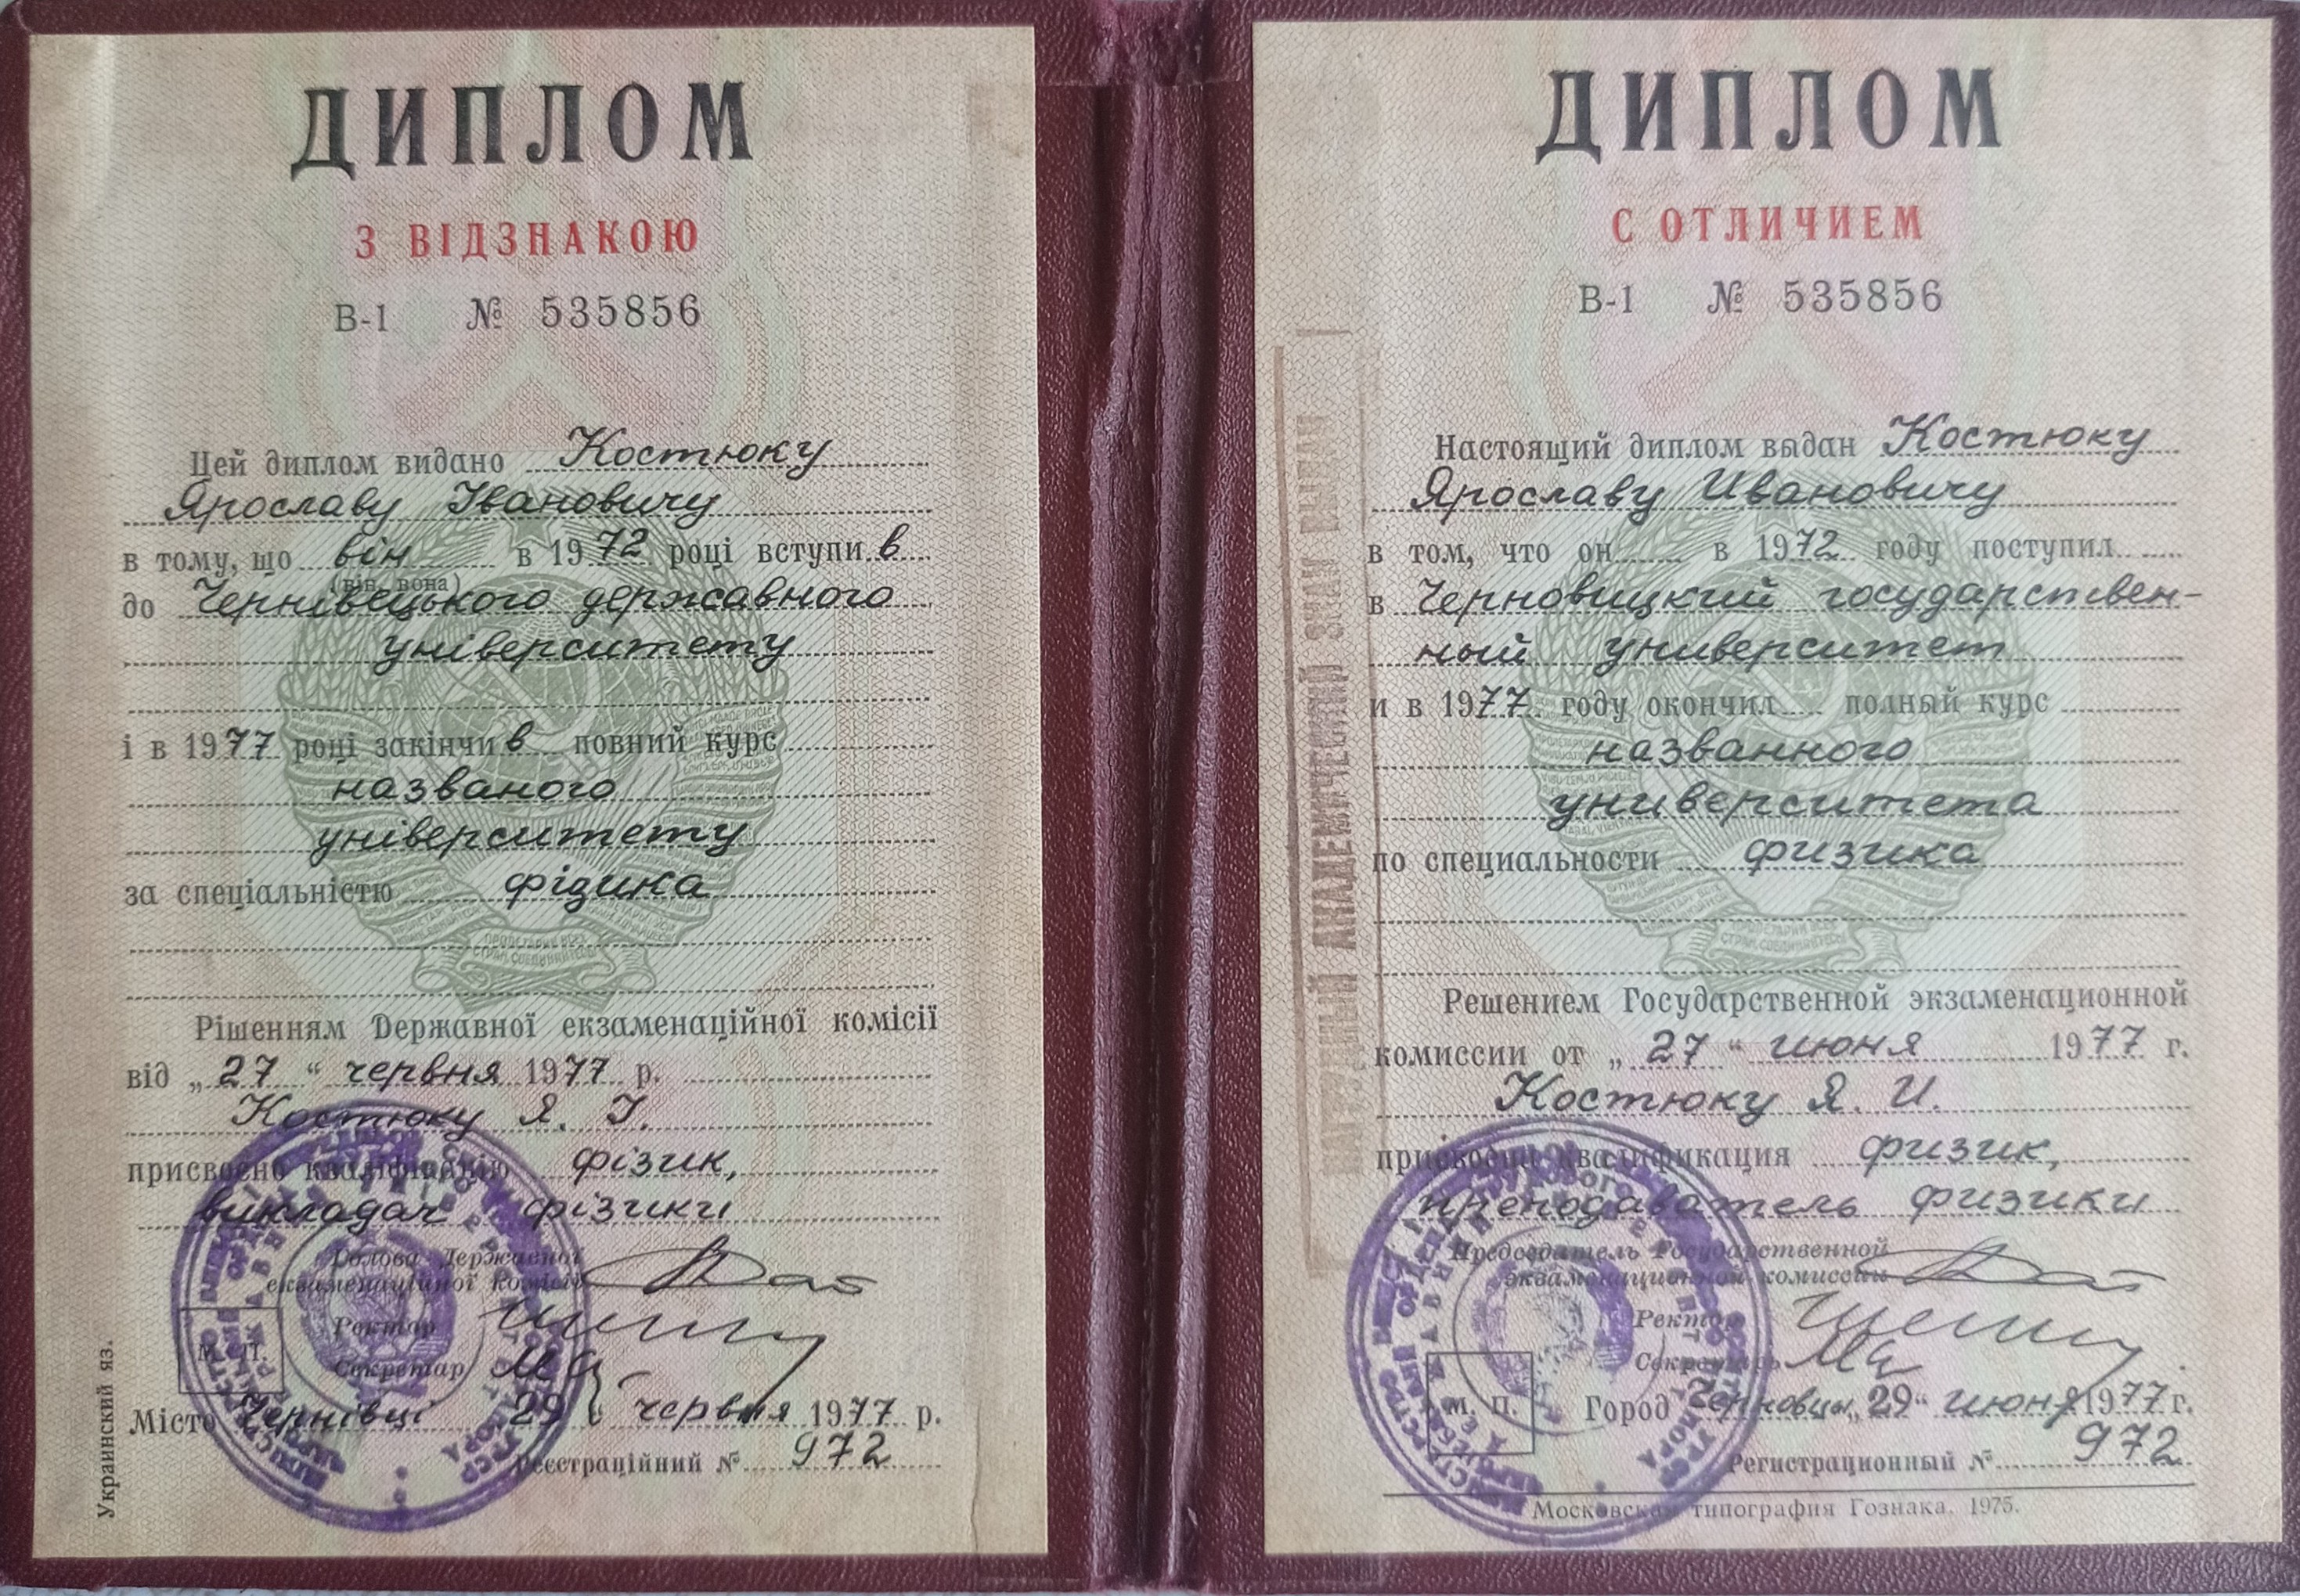 ДИПЛОМ
З ВІДЗНАКОЮ
В-1 № 535856
Цей диплом видано Костюку
Ярославу Івановичу
в тому, що він в 1972 році вступив
(він, вона)
до Чернівецького державного
університету
і в 1977 році закінчив повний курс
названого
університету
за спеціальністю фізика
Рішенням Державної екзаменаційної комісії
від „27“ червня 1977 р.
Костюку Я. І.
присвоєно кваліфікацію фізик,
викладач фізики
Голова Державної
екзаменаційної комісії
Ректор
Секретар
М. П.
Місто Чернівці 29 “ червня 1977 р.
Реєстраційний № 972
Украинский яз.
ДИПЛОМ
С ОТЛИЧИЕМ
В-1 № 535856
Настоящий диплом выдан Костюку
Ярославу Ивановичу
в том, что он в 1972 году поступил
в Черновицкий государствен-
ный университет
и в 1977 году окончил полный курс
названного
университета
по специальности физика
Решением Государственной экзаменационной
комиссии от „27“ июня 1977 г.
Костюку Я. И.
присвоена квалификация физик,
преподаватель физики
Председатель Государственной
экзаменационной комиссии
Ректор
Секретарь
М. П.
Город Черновцы „29“ июня 1977 г.
Регистрационный № 972
Московская типография Гознака. 1975.
НАГРУДНЫЙ АКАДЕМИЧЕСКИЙ ЗНАК ВЫДАН